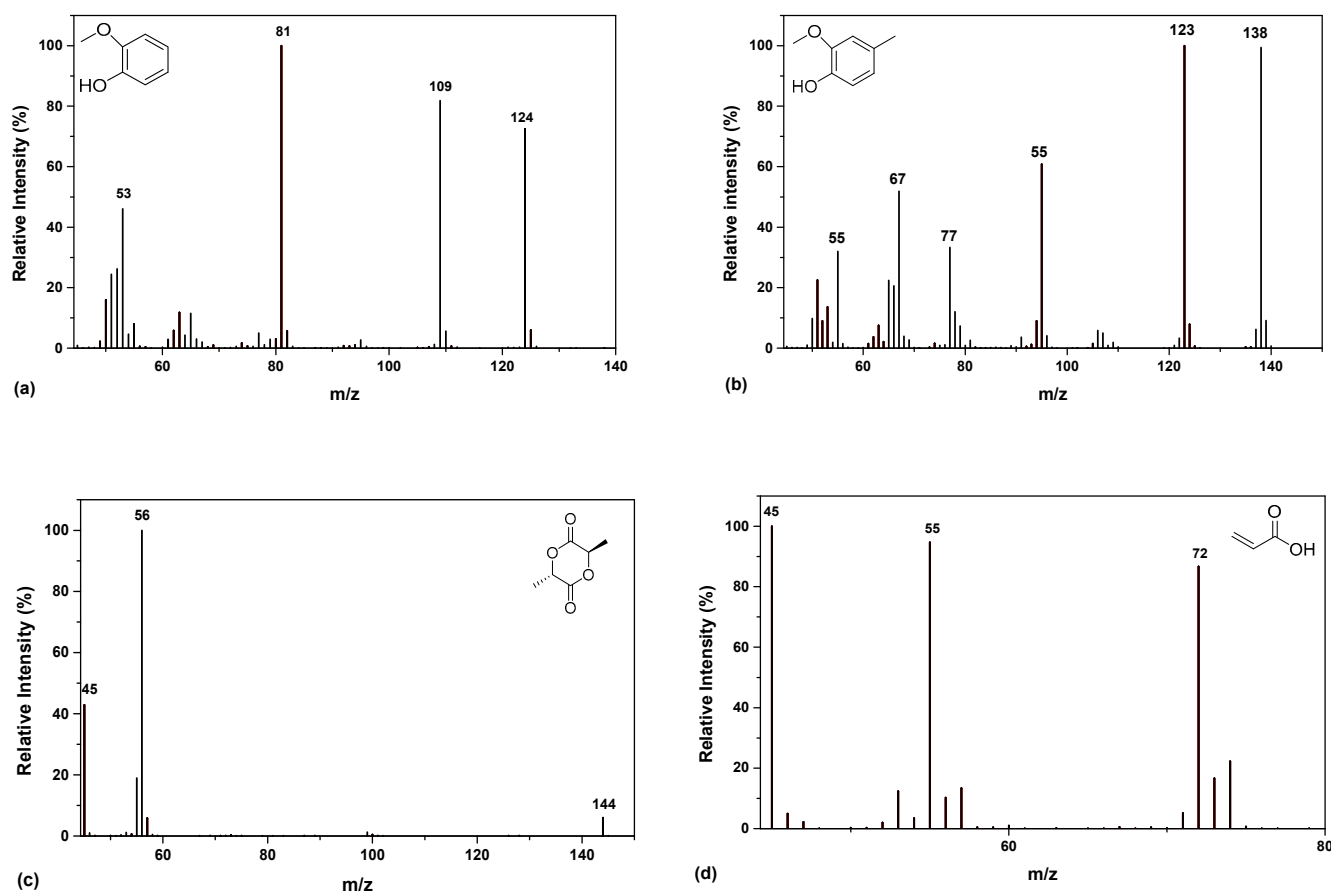 O
HO
81
109
124
53
100
80
60
40
20
0
60
80
100
120
140
Relative Intensity (%)
m/z
(a)
O
HO
123
138
55
67
77
55
100
80
60
40
20
0
60
80
100
120
140
Relative intensity (%)
m/z
(b)
56
45
144
O
O
O
O
100
80
60
40
20
0
60
80
100
120
140
Relative Intensity (%)
m/z
(c)
45
55
72
O
OH
100
80
60
40
20
0
60
80
Relative Intensity (%)
m/z
(d)